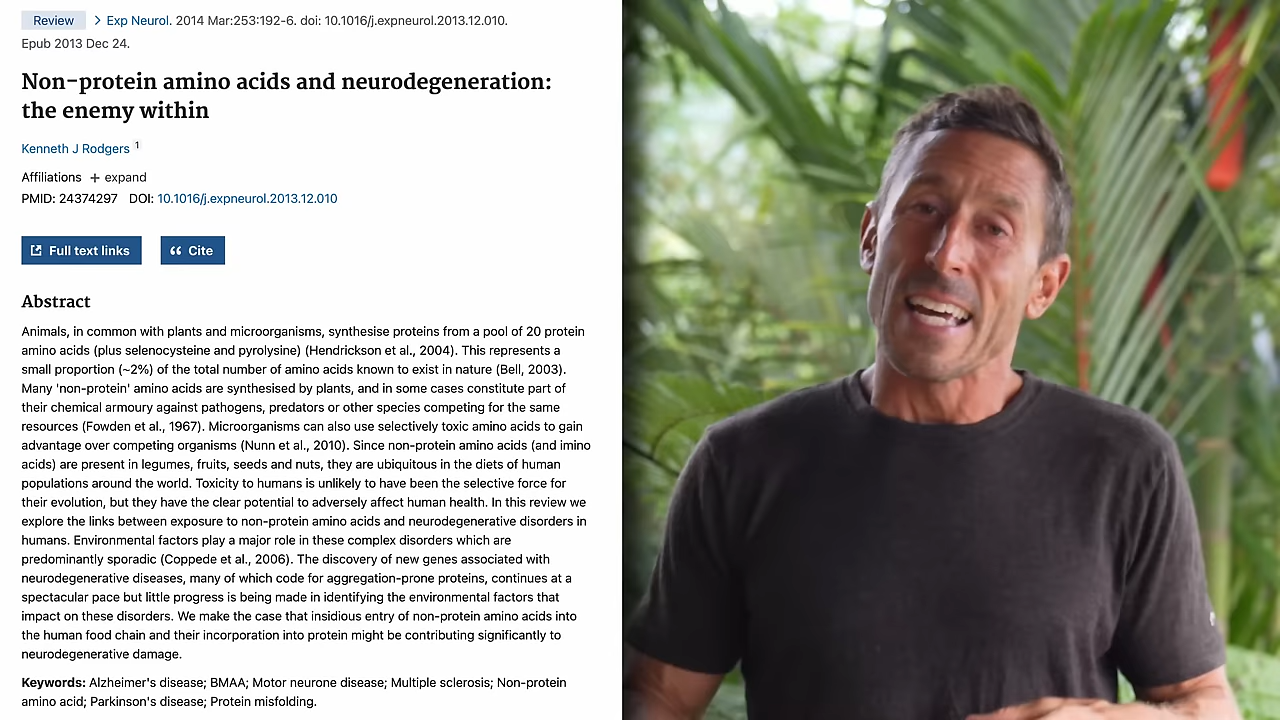 Review > Exp Neurol. 2014 Mar:253:192-6. doi: 10.1016/j.expneurol.2013.12.010.
Epub 2013 Dec 24.
Non-protein amino acids and neurodegeneration:
the enemy within
Kenneth J Rodgers 1
Affiliations + expand
PMID: 24374297 DOI: 10.1016/j.expneurol.2013.12.010
Full text links Cite
Abstract
Animals, in common with plants and microorganisms, synthesise proteins from a pool of 20 protein
amino acids (plus selenocysteine and pyrolysine) (Hendrickson et al., 2004). This represents a
small proportion (~2%) of the total number of amino acids known to exist in nature (Bell, 2003).
Many 'non-protein' amino acids are synthesised by plants, and in some cases constitute part of
their chemical armoury against pathogens, predators or other species competing for the same
resources (Fowden et al., 1967). Microorganisms can also use selectively toxic amino acids to gain
advantage over competing organisms (Nunn et al., 2010). Since non-protein amino acids (and imino
acids) are present in legumes, fruits, seeds and nuts, they are ubiquitous in the diets of human
populations around the world. Toxicity to humans is unlikely to have been the selective force for
their evolution, but they have the clear potential to adversely affect human health. In this review we
explore the links between exposure to non-protein amino acids and neurodegenerative disorders in
humans. Environmental factors play a major role in these complex disorders which are
predominantly sporadic (Coppede et al., 2006). The discovery of new genes associated with
neurodegenerative diseases, many of which code for aggregation-prone proteins, continues at a
spectacular pace but little progress is being made in identifying the environmental factors that
impact on these disorders. We make the case that insidious entry of non-protein amino acids into
the human food chain and their incorporation into protein might be contributing significantly to
neurodegenerative damage.
Keywords: Alzheimer's disease; BMAA; Motor neurone disease; Multiple sclerosis; Non-protein
amino acid; Parkinson's disease; Protein misfolding.